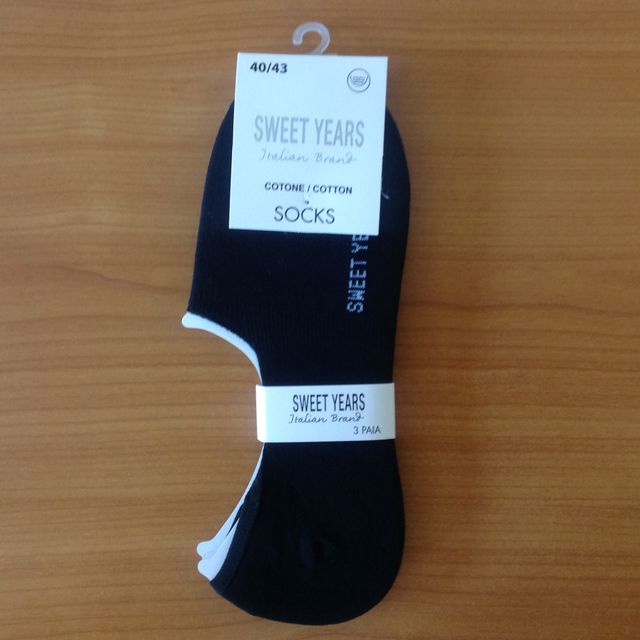 40/43
SWEET YEARS
Italian Brand
COTONE / COTTON
SOCKS
SWEET YE
SWEET YEARS
Italian Brand
3 PAIA